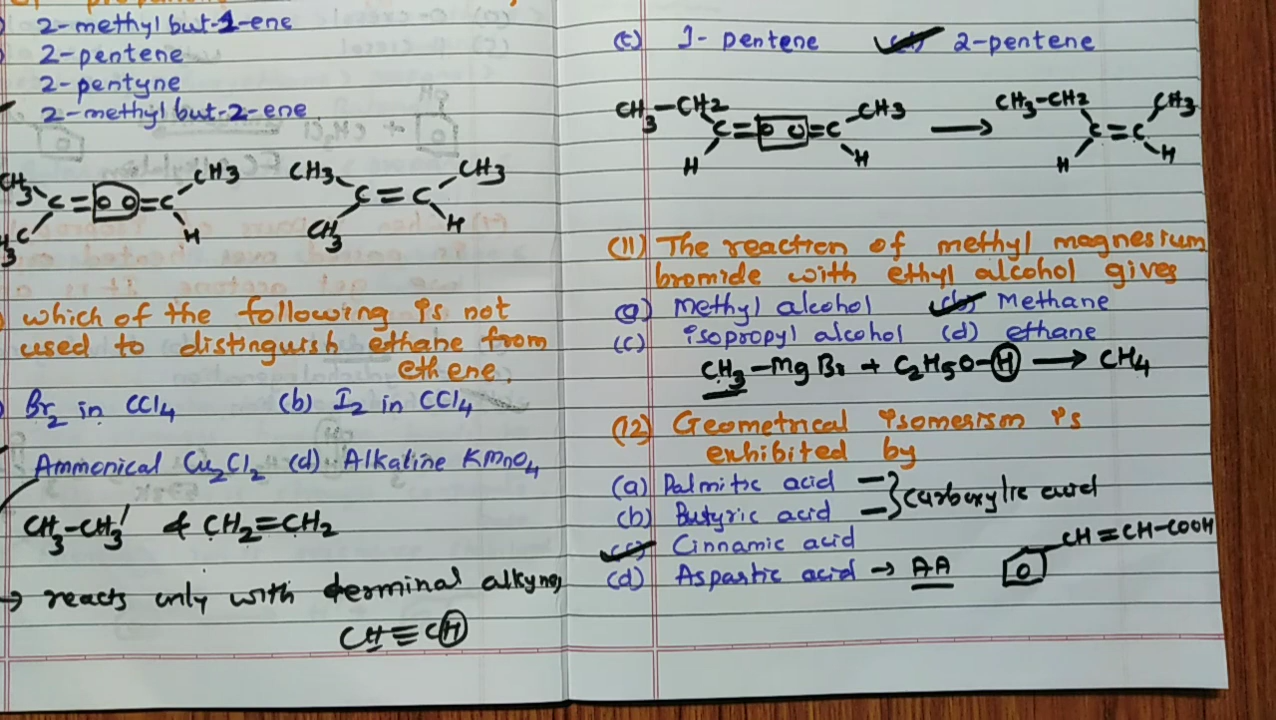 2-methyl but-1-ene
2-pentene
2-pentyne
2-methyl but-2-ene
CH3 C=O O=C CH3 H
H3C
CH3 C=C CH3
CH3 H
which of the following is not
used to distinguish ethane from
ethene.
Br2 in CCl4 (b) I2 in CCl4
Ammonical Cu2Cl2 (d) Alkaline KMnO4
CH3-CH3 & CH2=CH2
→ reacts only with terminal alkyne,
CH≡CH
(c) 1-pentene 2-pentene
CH3-CH2 C=O O=C CH3 → CH3-CH2 C=C CH3
H H H H
(11) The reaction of methyl magnesium
bromide with ethyl alcohol gives
(a) methyl alcohol (b) Methane
(c) isopropyl alcohol (d) ethane
CH3-MgBr + C2H5O-H → CH4
(12) Geometrical isomerism is
exhibited by
(a) Palmitic acid - } carboxylic acid
(b) Butyric acid -
(c) Cinnamic acid CH=CH-COOH
(d) Aspartic acid → AA